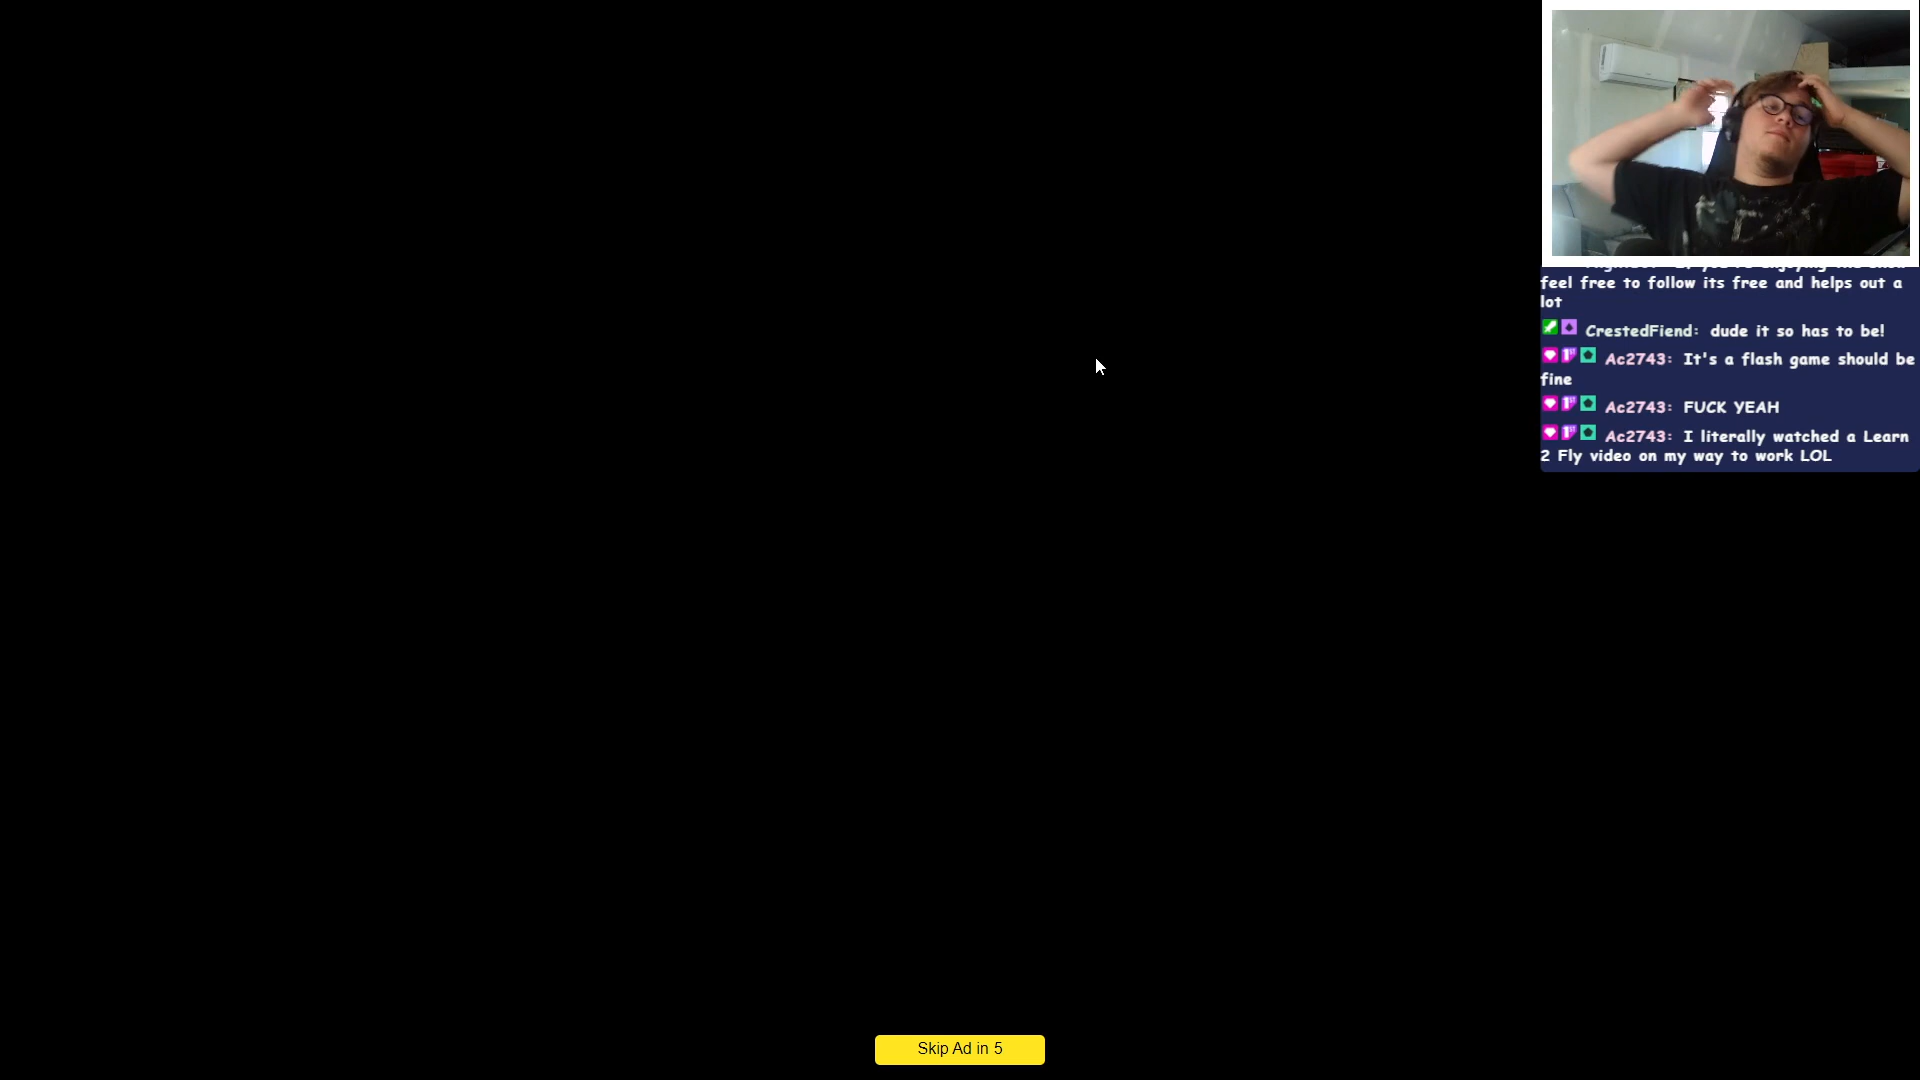 feel free to follow its free and helps out a
lot
CrestedFiend: dude it so has to be!
Ac2743: It's a flash game should be
fine
Ac2743: FUCK YEAH
Ac2743: I literally watched a Learn
2 Fly video on my way to work LOL
Skip Ad in 5